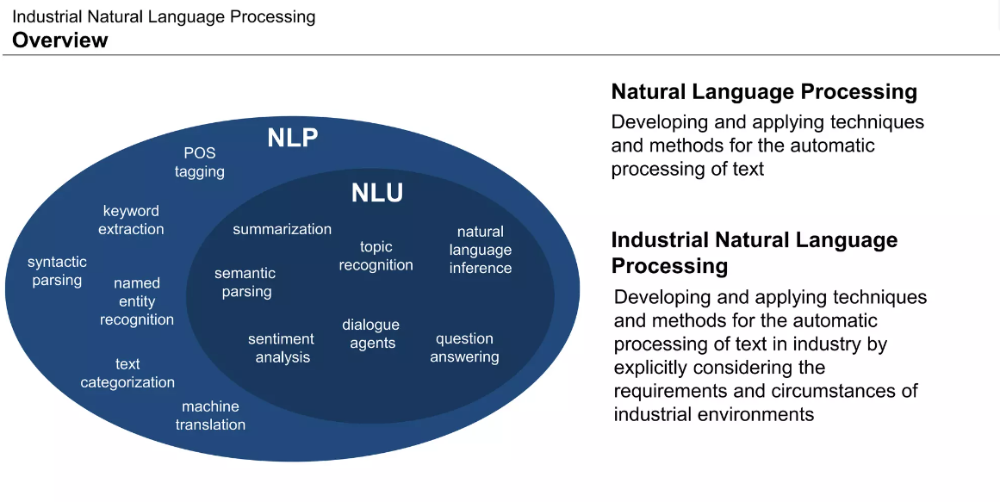 Industrial Natural Language Processing
Overview
NLP
POS
tagging
keyword
extraction
syntactic
parsing
named
entity
recognition
text
categorization
machine
translation
NLU
summarization
topic
recognition
natural
language
inference
semantic
parsing
sentiment
analysis
dialogue
agents
question
answering
Natural Language Processing
Developing and applying techniques
and methods for the automatic
processing of text
Industrial Natural Language
Processing
Developing and applying techniques
and methods for the automatic
processing of text in industry by
explicitly considering the
requirements and circumstances of
industrial environments